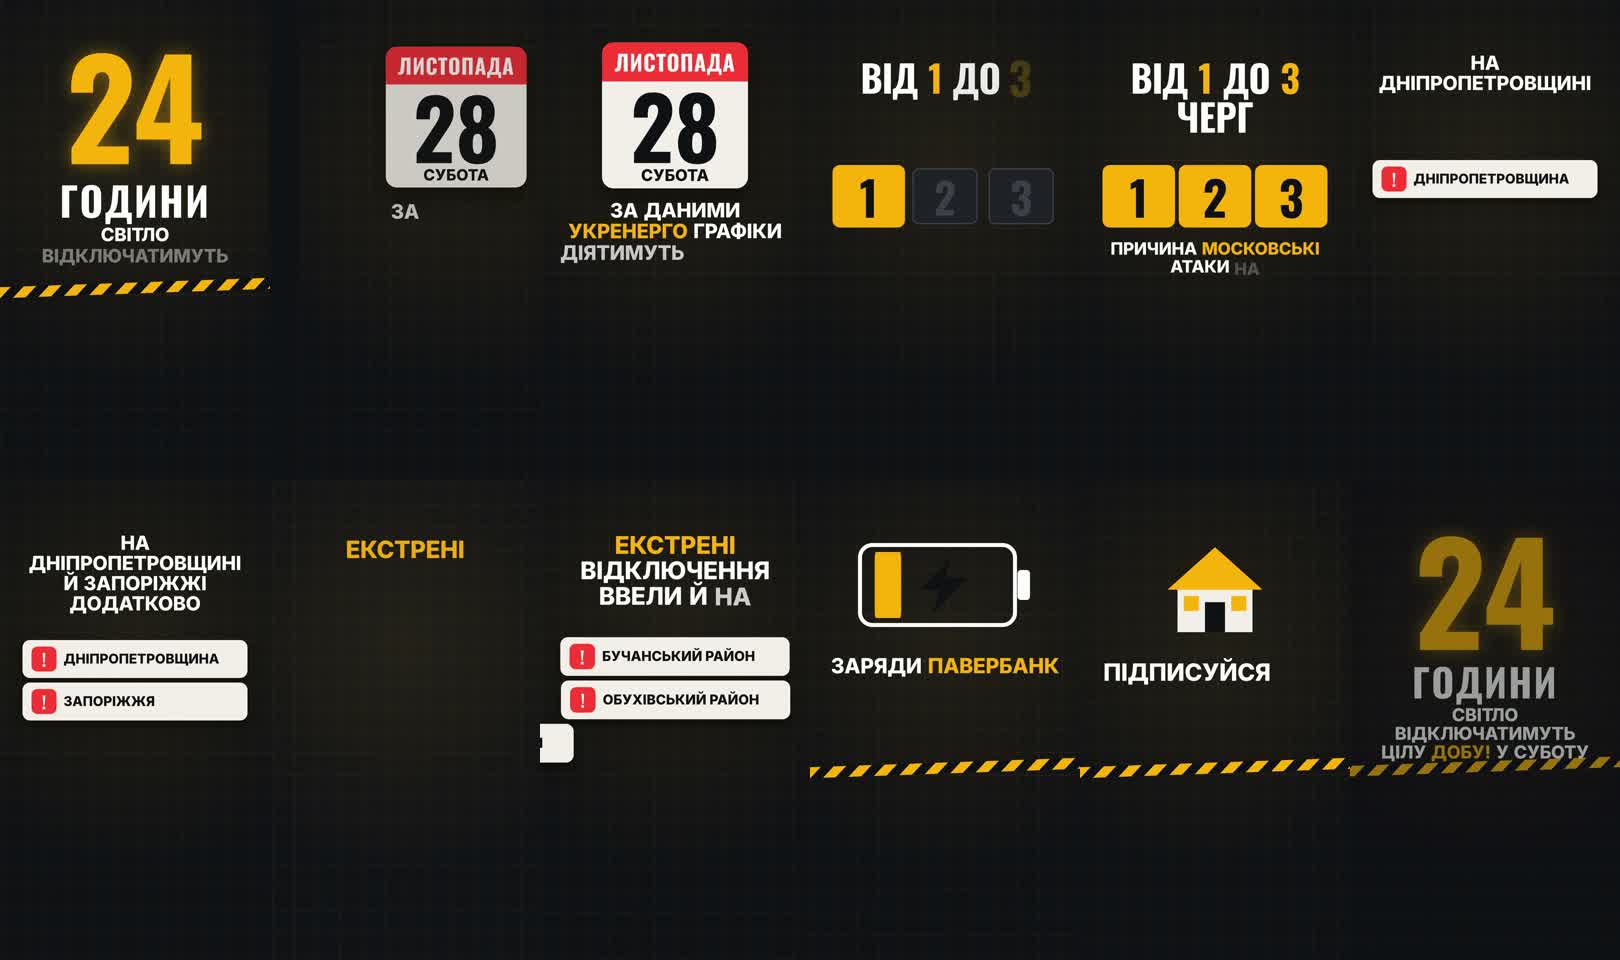 24
ГОДИНИ
СВІТЛО
ВІДКЛЮЧАТИМУТЬ
ЛИСТОПАДА
28
СУБОТА
ЗА
ЛИСТОПАДА
28
СУБОТА
ЗА ДАНИМИ
УКРЕНЕРГО ГРАФІКИ
ДІЯТИМУТЬ
ВІД 1 ДО 3
1 2 3
ВІД 1 ДО 3
ЧЕРГ
1 2 3
ПРИЧИНА МОСКОВСЬКІ
АТАКИ НА
НА
ДНІПРОПЕТРОВЩИНІ
! ДНІПРОПЕТРОВЩИНА
НА
ДНІПРОПЕТРОВЩИНІ
Й ЗАПОРІЖЖІ
ДОДАТКОВО
! ДНІПРОПЕТРОВЩИНА
! ЗАПОРІЖЖЯ
ЕКСТРЕНІ
ЕКСТРЕНІ
ВІДКЛЮЧЕННЯ
ВВЕЛИ Й НА
! БУЧАНСЬКИЙ РАЙОН
! ОБУХІВСЬКИЙ РАЙОН
ЗАРЯДИ ПАВЕРБАНК
ПІДПИСУЙСЯ
24
ГОДИНИ
СВІТЛО
ВІДКЛЮЧАТИМУТЬ
ЦІЛУ ДОБУ! У СУБОТУ